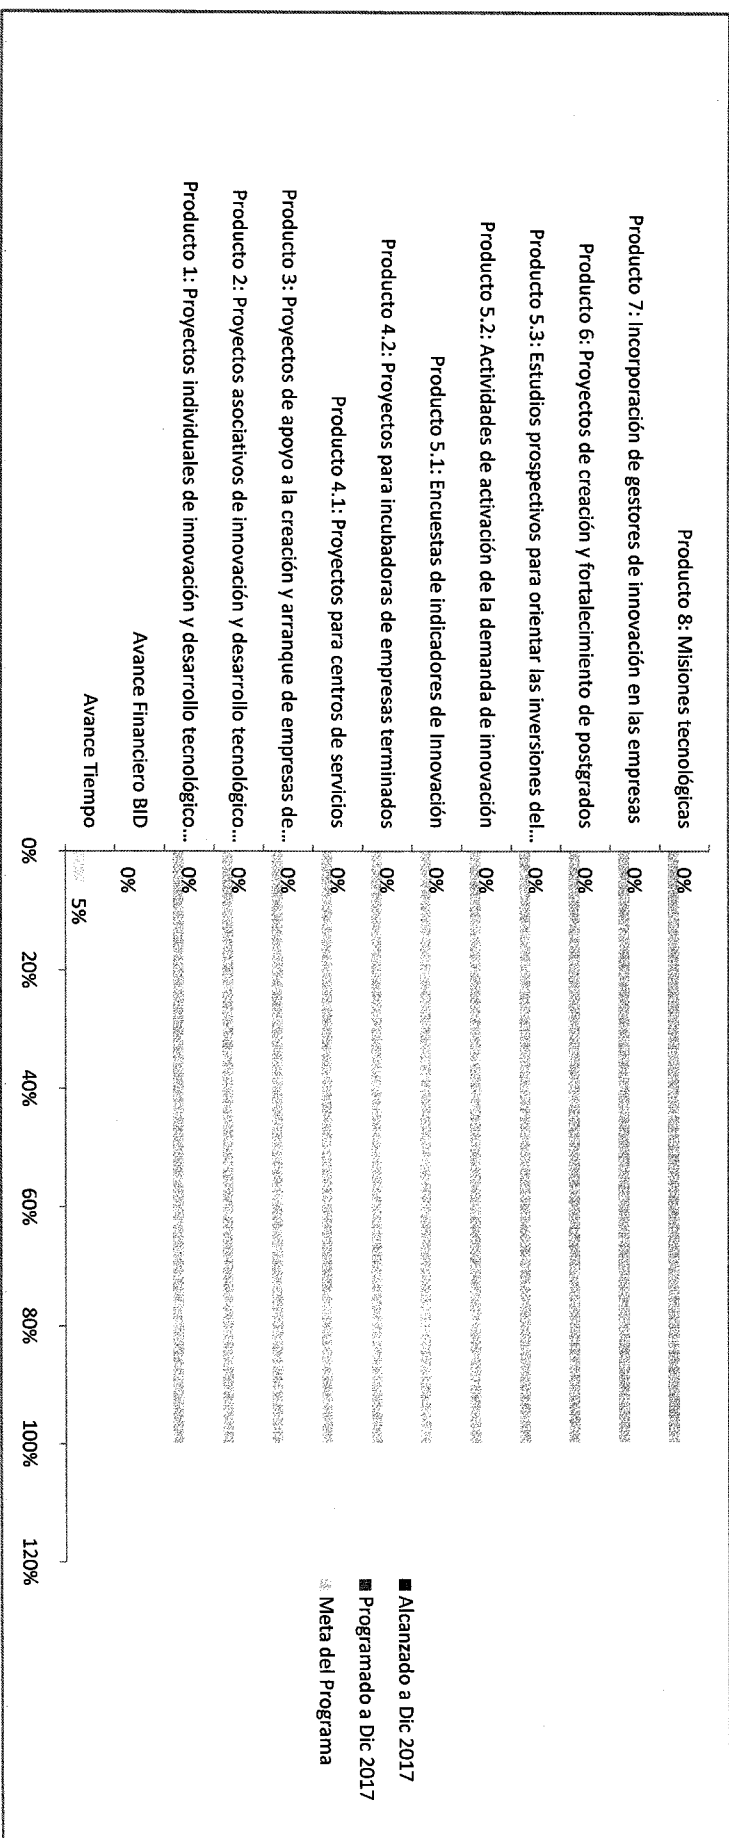 Producto 8: Misiones tecnológicas
0%
Producto 7: Incorporación de gestores de innovación en las empresas
0%
Producto 6: Proyectos de creación y fortalecimiento de postgrados
0%
Producto 5.3: Estudios prospectivos para orientar las inversiones del...
0%
Producto 5.2: Actividades de activación de la demanda de innovación
0%
Producto 5.1: Encuestas de indicadores de Innovación
0%
Producto 4.2: Proyectos para incubadoras de empresas terminados
0%
Producto 4.1: Proyectos para centros de servicios
0%
Producto 3: Proyectos de apoyo a la creación y arranque de empresas de...
0%
Producto 2: Proyectos asociativos de innovación y desarrollo tecnológico...
0%
Producto 1: Proyectos individuales de innovación y desarrollo tecnológico...
0%
Avance Financiero BID
0%
Avance Tiempo
5%
0% 20% 40% 60% 80% 100% 120%
Alcanzado a Dic 2017
Programado a Dic 2017
Meta del Programa